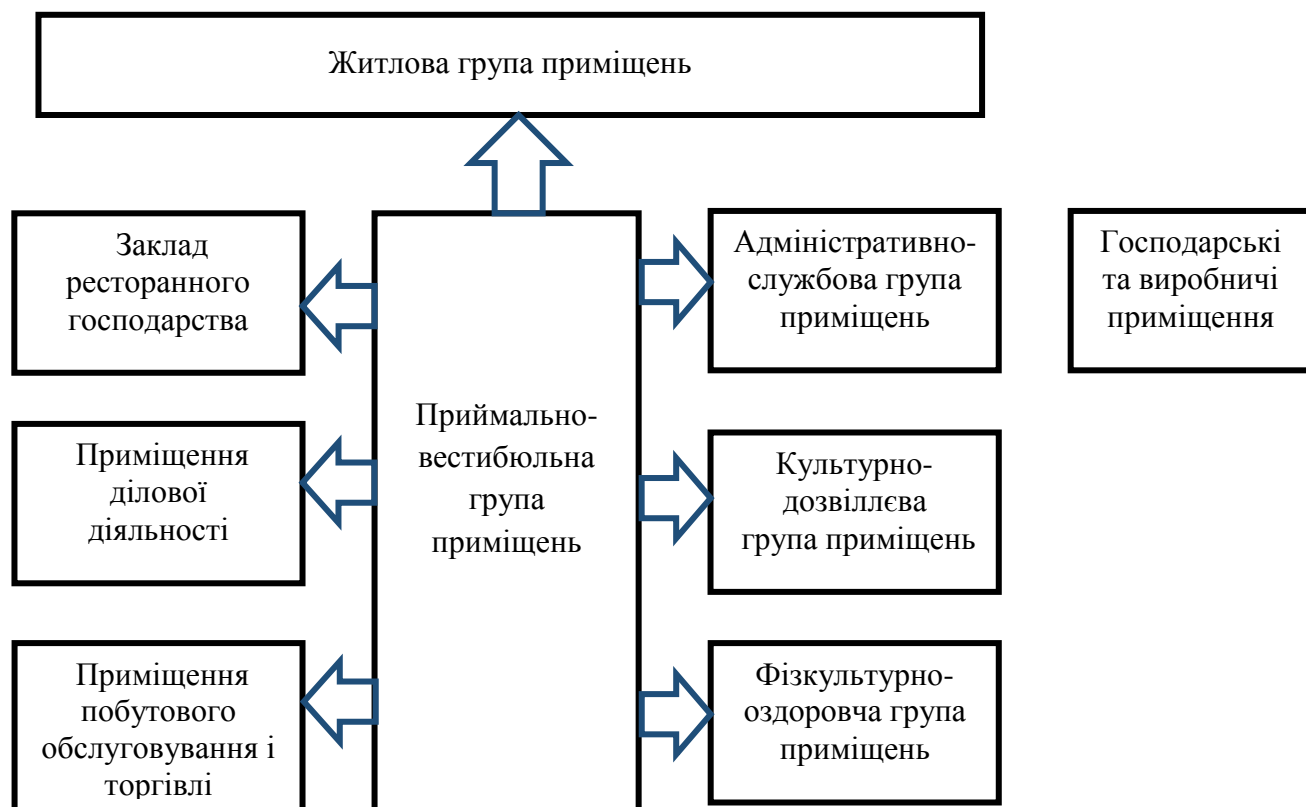 Житлова група приміщень
Заклад
ресторанного
господарства
Адміністративно-
службова група
приміщень
Господарські
та виробничі
приміщення
Приймально-
вестибюльна
група
приміщень
Приміщення
ділової
діяльності
Культурно-
дозвіллєва
група приміщень
Приміщення
побутового
обслуговування і
торгівлі
Фізкультурно-
оздоровча група
приміщень